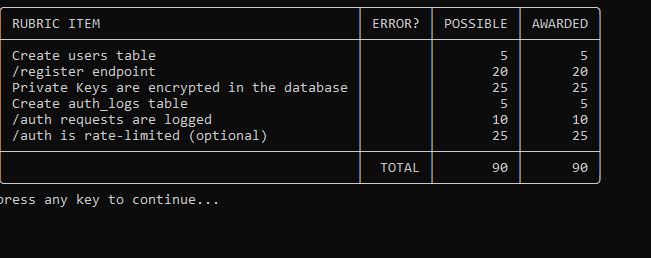 RUBRIC ITEM ERROR? POSSIBLE AWARDED
Create users table 5 5
/register endpoint 20 20
Private Keys are encrypted in the database 25 25
Create auth_logs table 5 5
/auth requests are logged 10 10
/auth is rate-limited (optional) 25 25
TOTAL 90 90
press any key to continue...